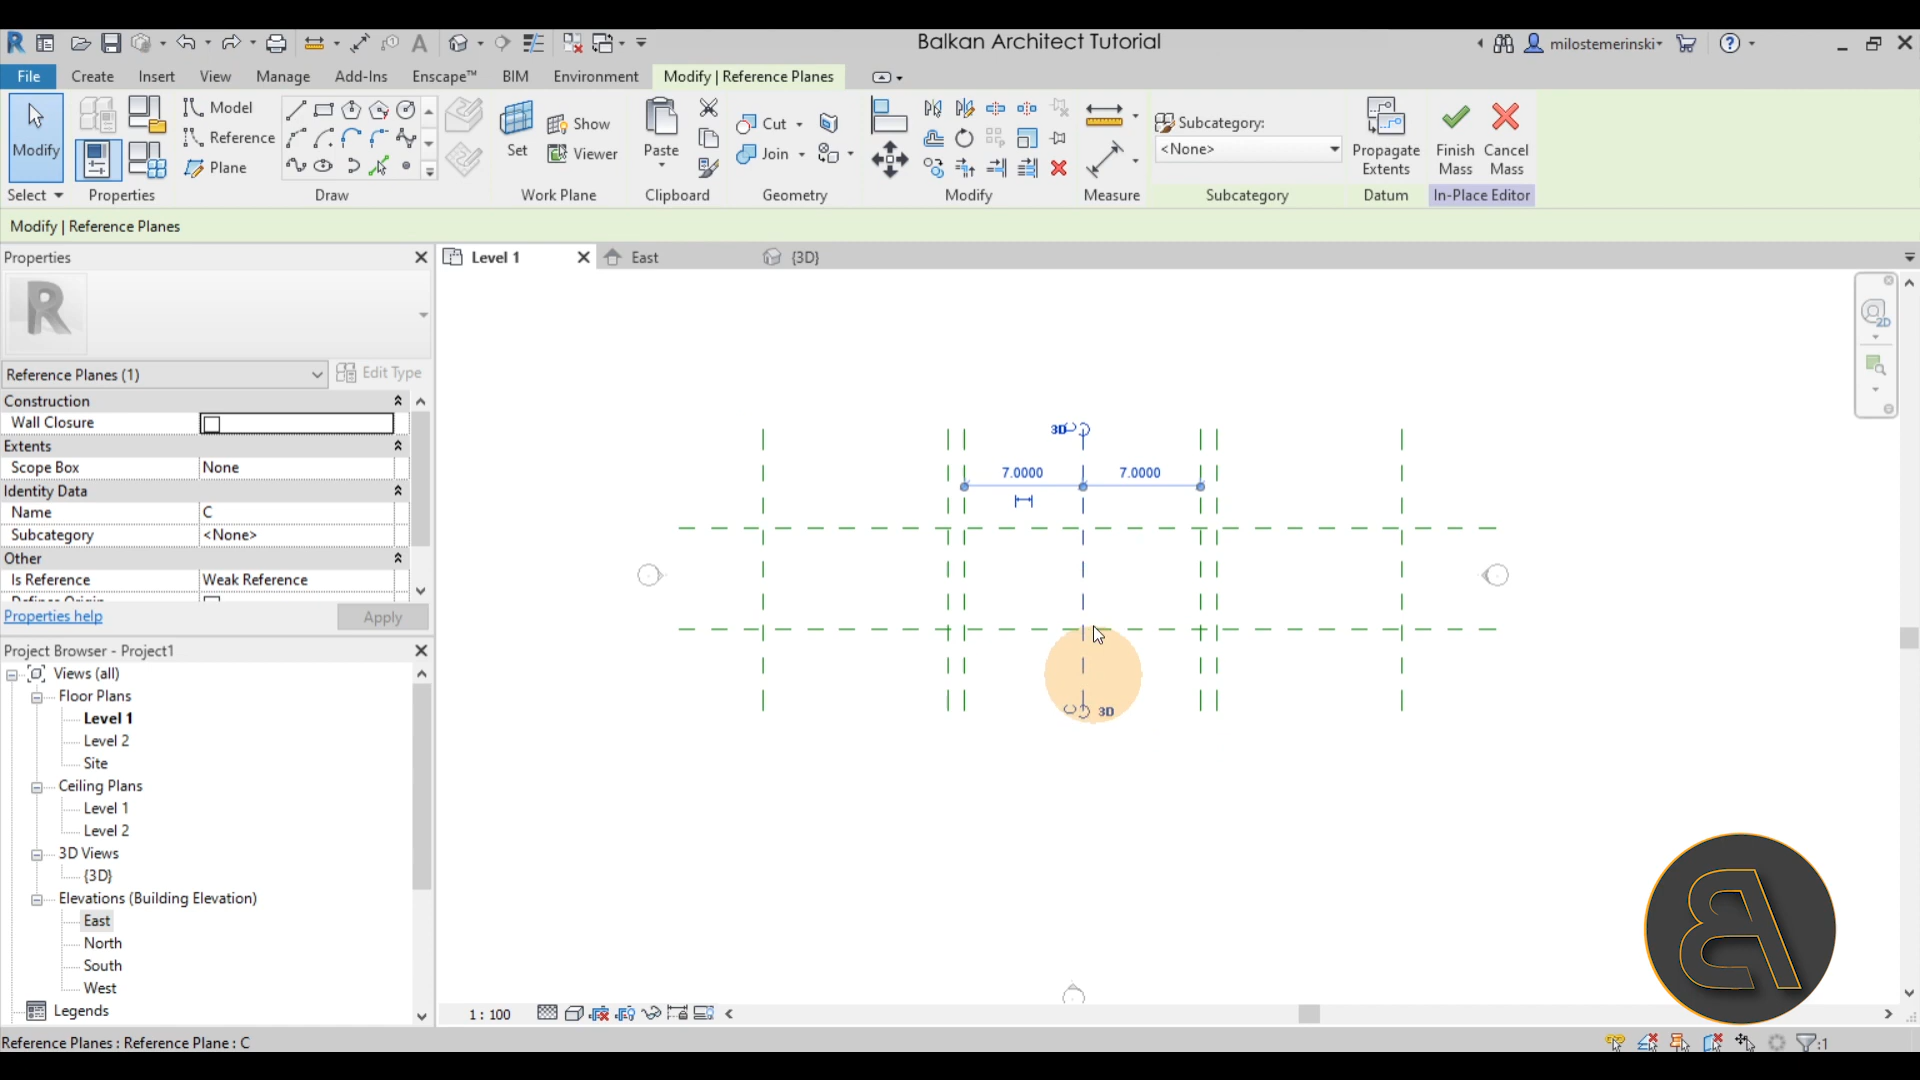 Balkan Architect Tutorial
milostemerinski
File Create Insert View Manage Add-Ins Enscape™ BIM Environment Modify | Reference Planes
Modify
Model
Reference
Plane
Set
Show
Viewer
Paste
Cut
Join
Subcategory:
<None>
Propagate
Extents
Finish
Mass
Cancel
Mass
Select Properties Draw Work Plane Clipboard Geometry Modify Measure Subcategory Datum In-Place Editor
Modify | Reference Planes
Properties
Level 1 East {3D}
R
Reference Planes (1) Edit Type
Construction
Wall Closure
Extents
Scope Box None
Identity Data
Name C
Subcategory <None>
Other
Is Reference Weak Reference
Properties help Apply
Project Browser - Project1
Views (all)
Floor Plans
Level 1
Level 2
Site
Ceiling Plans
Level 1
Level 2
3D Views
{3D}
Elevations (Building Elevation)
East
North
South
West
Legends
3D
7.0000 7.0000
3D
2D
1 : 100
Reference Planes : Reference Plane : C
:1